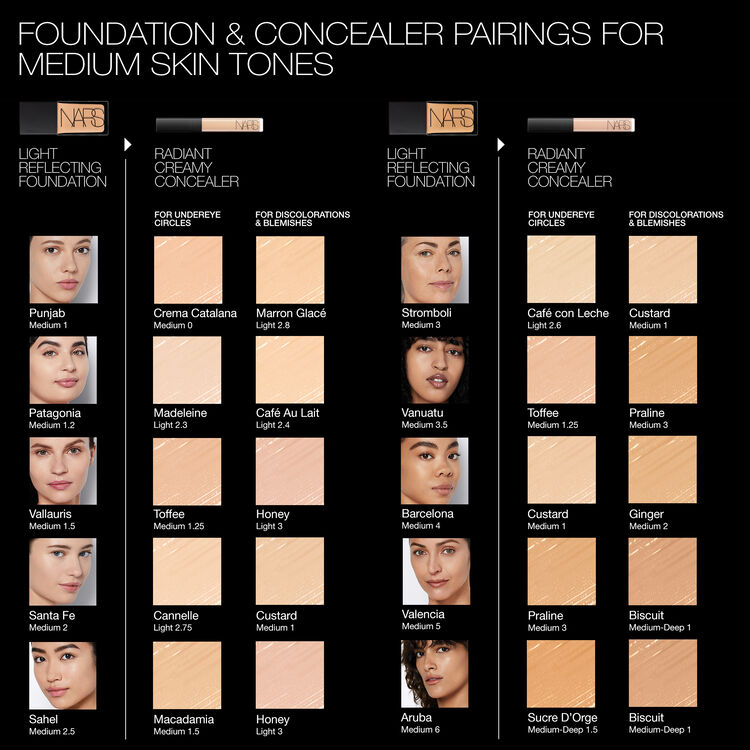 FOUNDATION & CONCEALER PAIRINGS FOR
MEDIUM SKIN TONES
NARS
NARS
LIGHT
REFLECTING
FOUNDATION
RADIANT
CREAMY
CONCEALER
FOR UNDEREYE
CIRCLES
FOR DISCOLORATIONS
& BLEMISHES
Punjab
Medium 1
Crema Catalana
Medium 0
Marron Glacé
Light 2.8
Patagonia
Medium 1.2
Madeleine
Light 2.3
Café Au Lait
Light 2.4
Vallauris
Medium 1.5
Toffee
Medium 1.25
Honey
Light 3
Santa Fe
Medium 2
Cannelle
Light 2.75
Custard
Medium 1
Sahel
Medium 2.5
Macadamia
Medium 1.5
Honey
Light 3
NARS
NARS
LIGHT
REFLECTING
FOUNDATION
RADIANT
CREAMY
CONCEALER
FOR UNDEREYE
CIRCLES
FOR DISCOLORATIONS
& BLEMISHES
Stromboli
Medium 3
Café con Leche
Light 2.6
Custard
Medium 1
Vanuatu
Medium 3.5
Toffee
Medium 1.25
Praline
Medium 3
Barcelona
Medium 4
Custard
Medium 1
Ginger
Medium 2
Valencia
Medium 5
Praline
Medium 3
Biscuit
Medium-Deep 1
Aruba
Medium 6
Sucre D'Orge
Medium-Deep 1.5
Biscuit
Medium-Deep 1